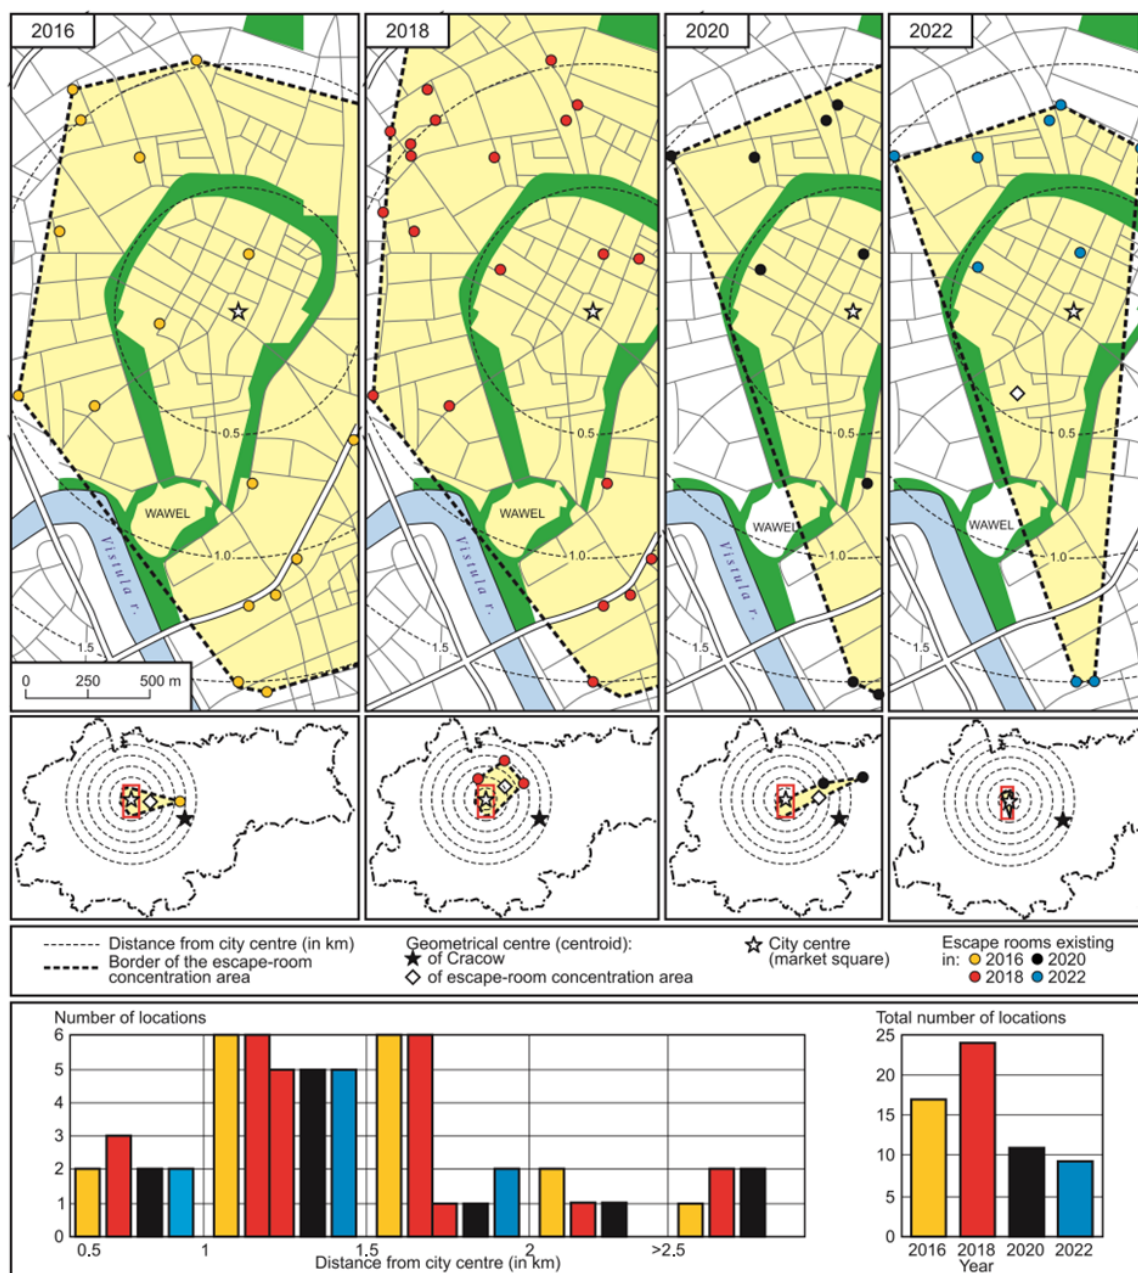 2016
2018
2020
2022
0.5
0.5
0.5
0.5
WAWEL
WAWEL
WAWEL
WAWEL
1.0
1.0
1.0
1.0
Vistula r.
Vistula r.
Vistula r.
Vistula r.
1.5
1.5
1.5
1.5
0 250 500 m
Distance from city centre (in km)
Border of the escape-room
concentration area
Geometrical centre (centroid):
of Cracow
of escape-room concentration area
City centre
(market square)
Escape rooms existing
in: 2016 2020
2018 2022
Number of locations
6
5
4
3
2
1
0
0.5 1 1.5 2 >2.5
Distance from city centre (in km)
Total number of locations
25
20
15
10
5
0
2016 2018 2020 2022
Year